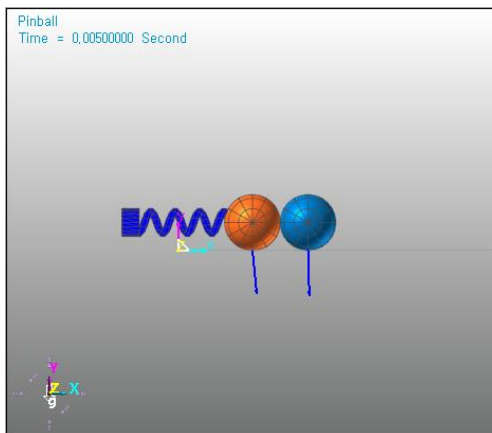 Pinball
Time = 0,00500000 Second
Y
Z X
g